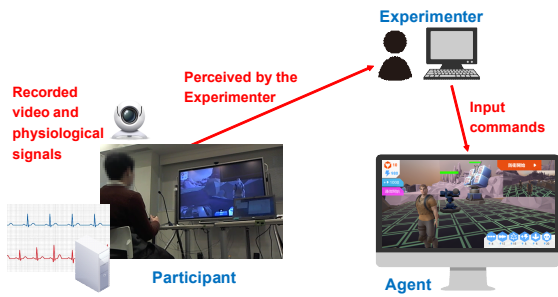 Experimenter
Perceived by the
Experimenter
Recorded
video and
physiological
signals
Input
commands
Participant
Agent